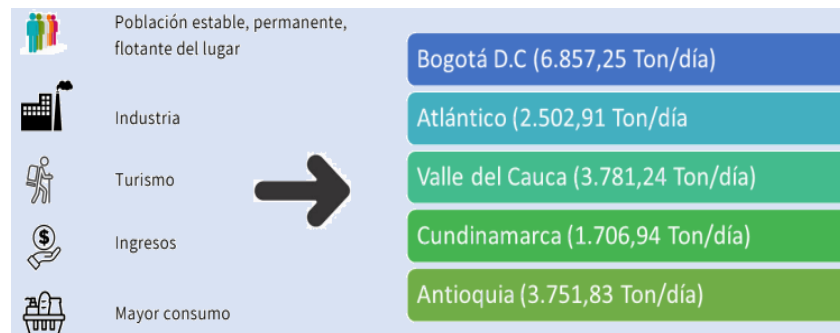 Población estable, permanente,
flotante del lugar
Industria
Turismo
Ingresos
Mayor consumo
Bogotá D.C (6.857,25 Ton/día)
Atlántico (2.502,91 Ton/día
Valle del Cauca (3.781,24 Ton/día)
Cundinamarca (1.706,94 Ton/día)
Antioquia (3.751,83 Ton/día)